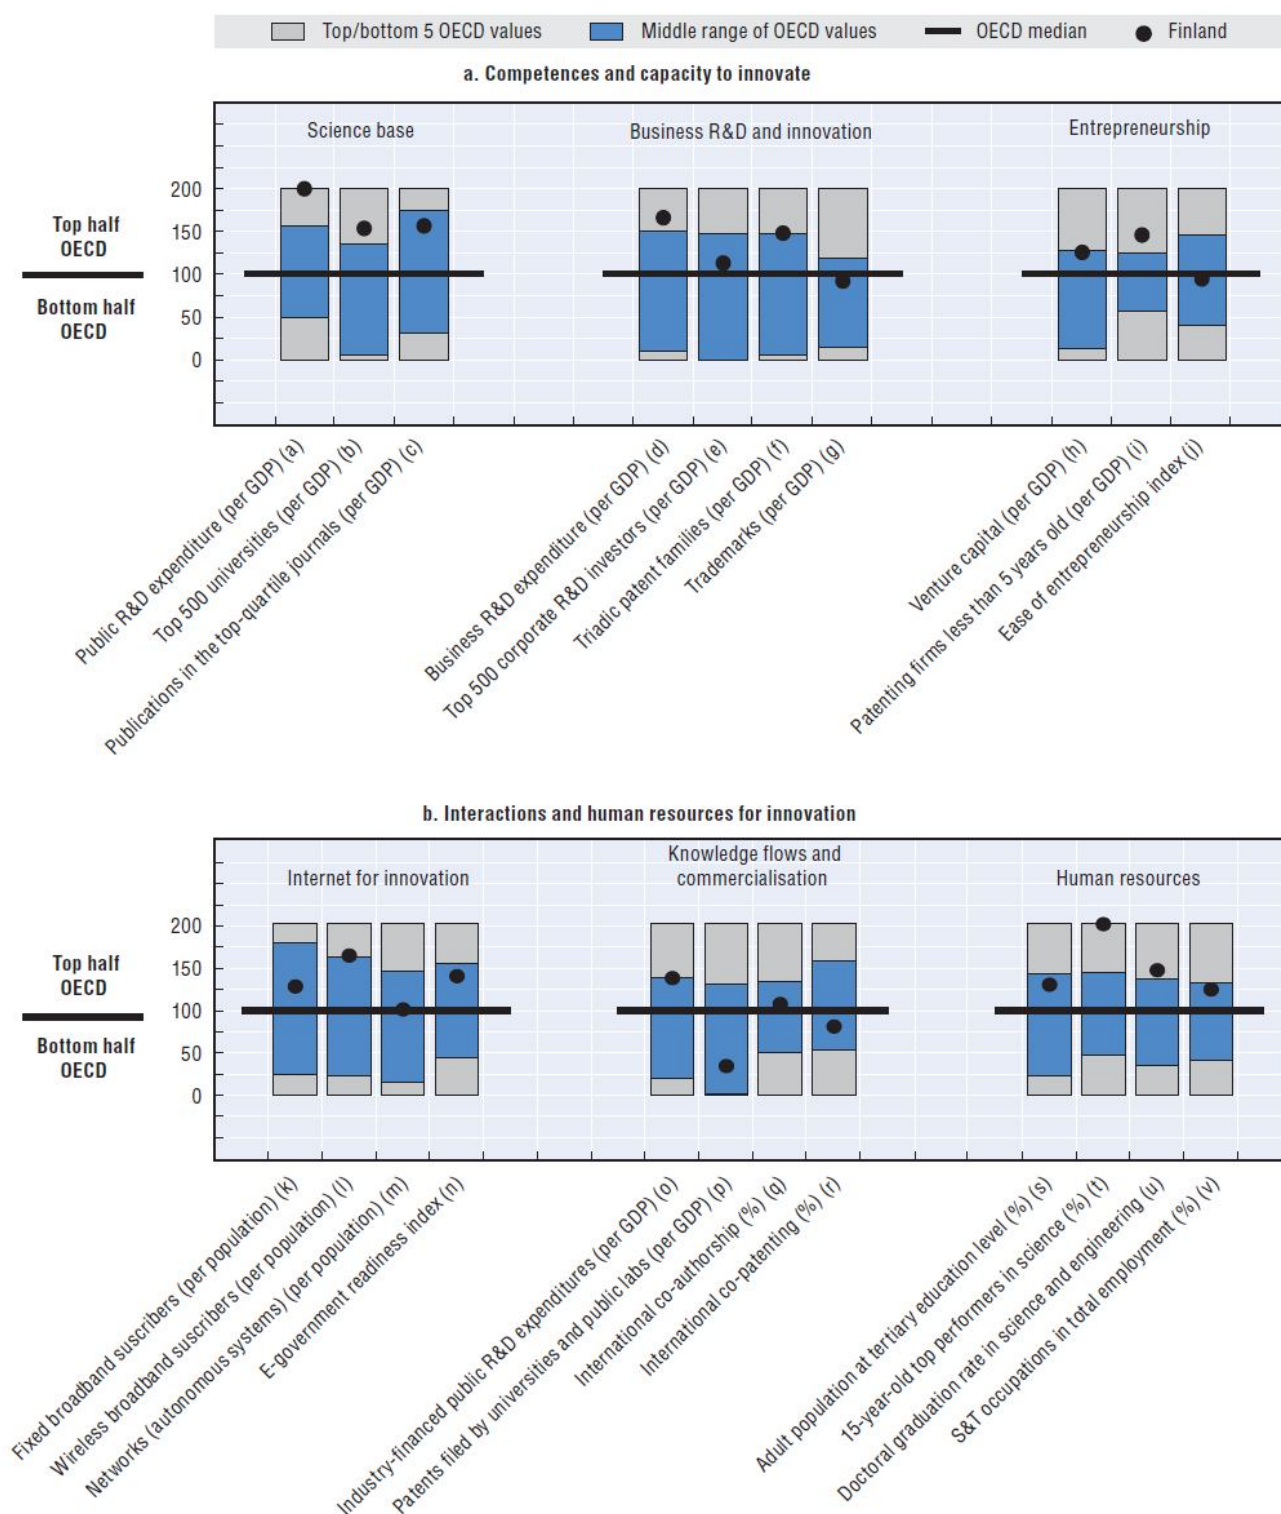 Top/bottom 5 OECD values Middle range of OECD values OECD median Finland
a. Competences and capacity to innovate
Science base Business R&D and innovation Entrepreneurship
200
150
100
50
0
Top half
OECD
Bottom half
OECD
Public R&D expenditure (per GDP) (a)
Top 500 universities (per GDP) (b)
Publications in the top-quartile journals (per GDP) (c)
Business R&D expenditure (per GDP) (d)
Top 500 corporate R&D investors (per GDP) (e)
Triadic patent families (per GDP) (f)
Trademarks (per GDP) (g)
Venture capital (per GDP) (h)
Patenting firms less than 5 years old (per GDP) (i)
Ease of entrepreneurship index (j)
b. Interactions and human resources for innovation
Internet for innovation
Knowledge flows and
commercialisation
Human resources
200
150
100
50
0
Top half
OECD
Bottom half
OECD
Fixed broadband suscribers (per population) (k)
Wireless broadband suscribers (per population) (l)
Networks (autonomous systems) (per population) (m)
E-government readiness index (n)
Industry-financed public R&D expenditures (per GDP) (o)
Patents filed by universities and public labs (per GDP) (p)
International co-authorship (%) (q)
International co-patenting (%) (r)
Adult population at tertiary education level (%) (s)
15-year-old top performers in science (%) (t)
Doctoral graduation rate in science and engineering (u)
S&T occupations in total employment (%) (v)